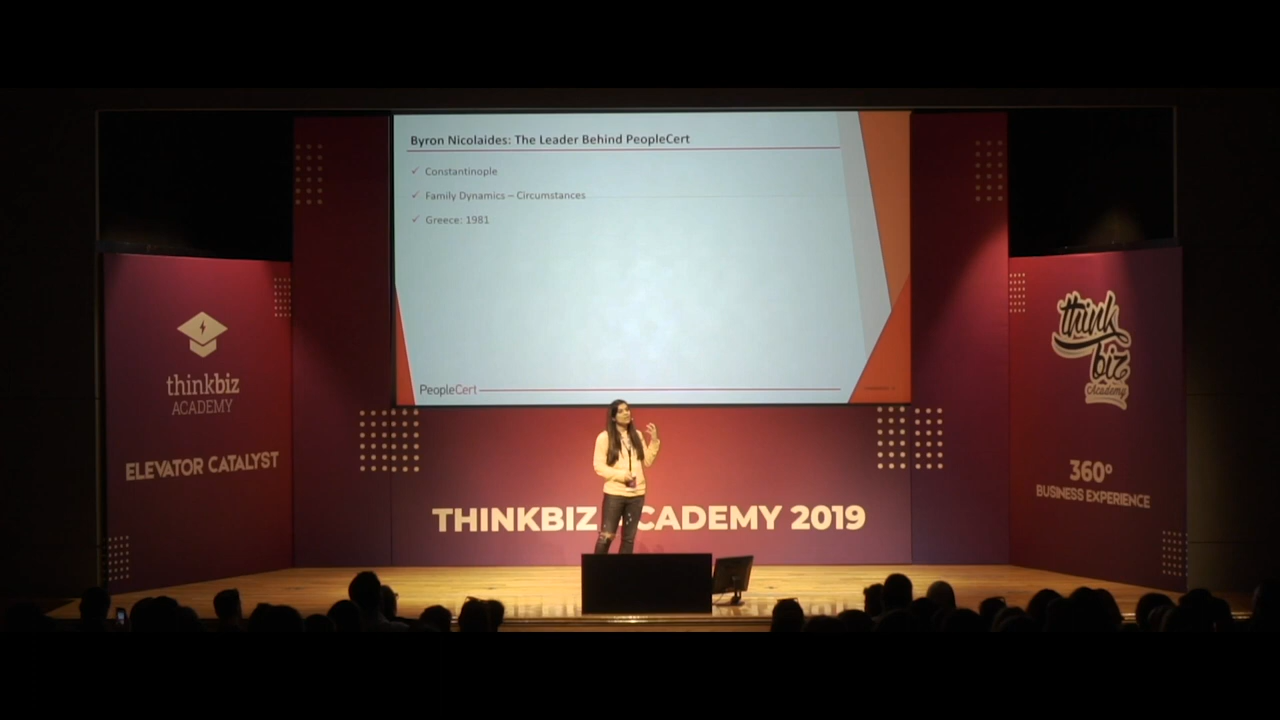 Byron Nicolaides: The Leader Behind PeopleCert
✓ Constantinople
✓ Family Dynamics – Circumstances
✓ Greece: 1981
PeopleCert
thinkbiz
ACADEMY
ELEVATOR CATALYST
think
biz
Academy
360°
BUSINESS EXPERIENCE
THINKBIZ CADEMY 2019